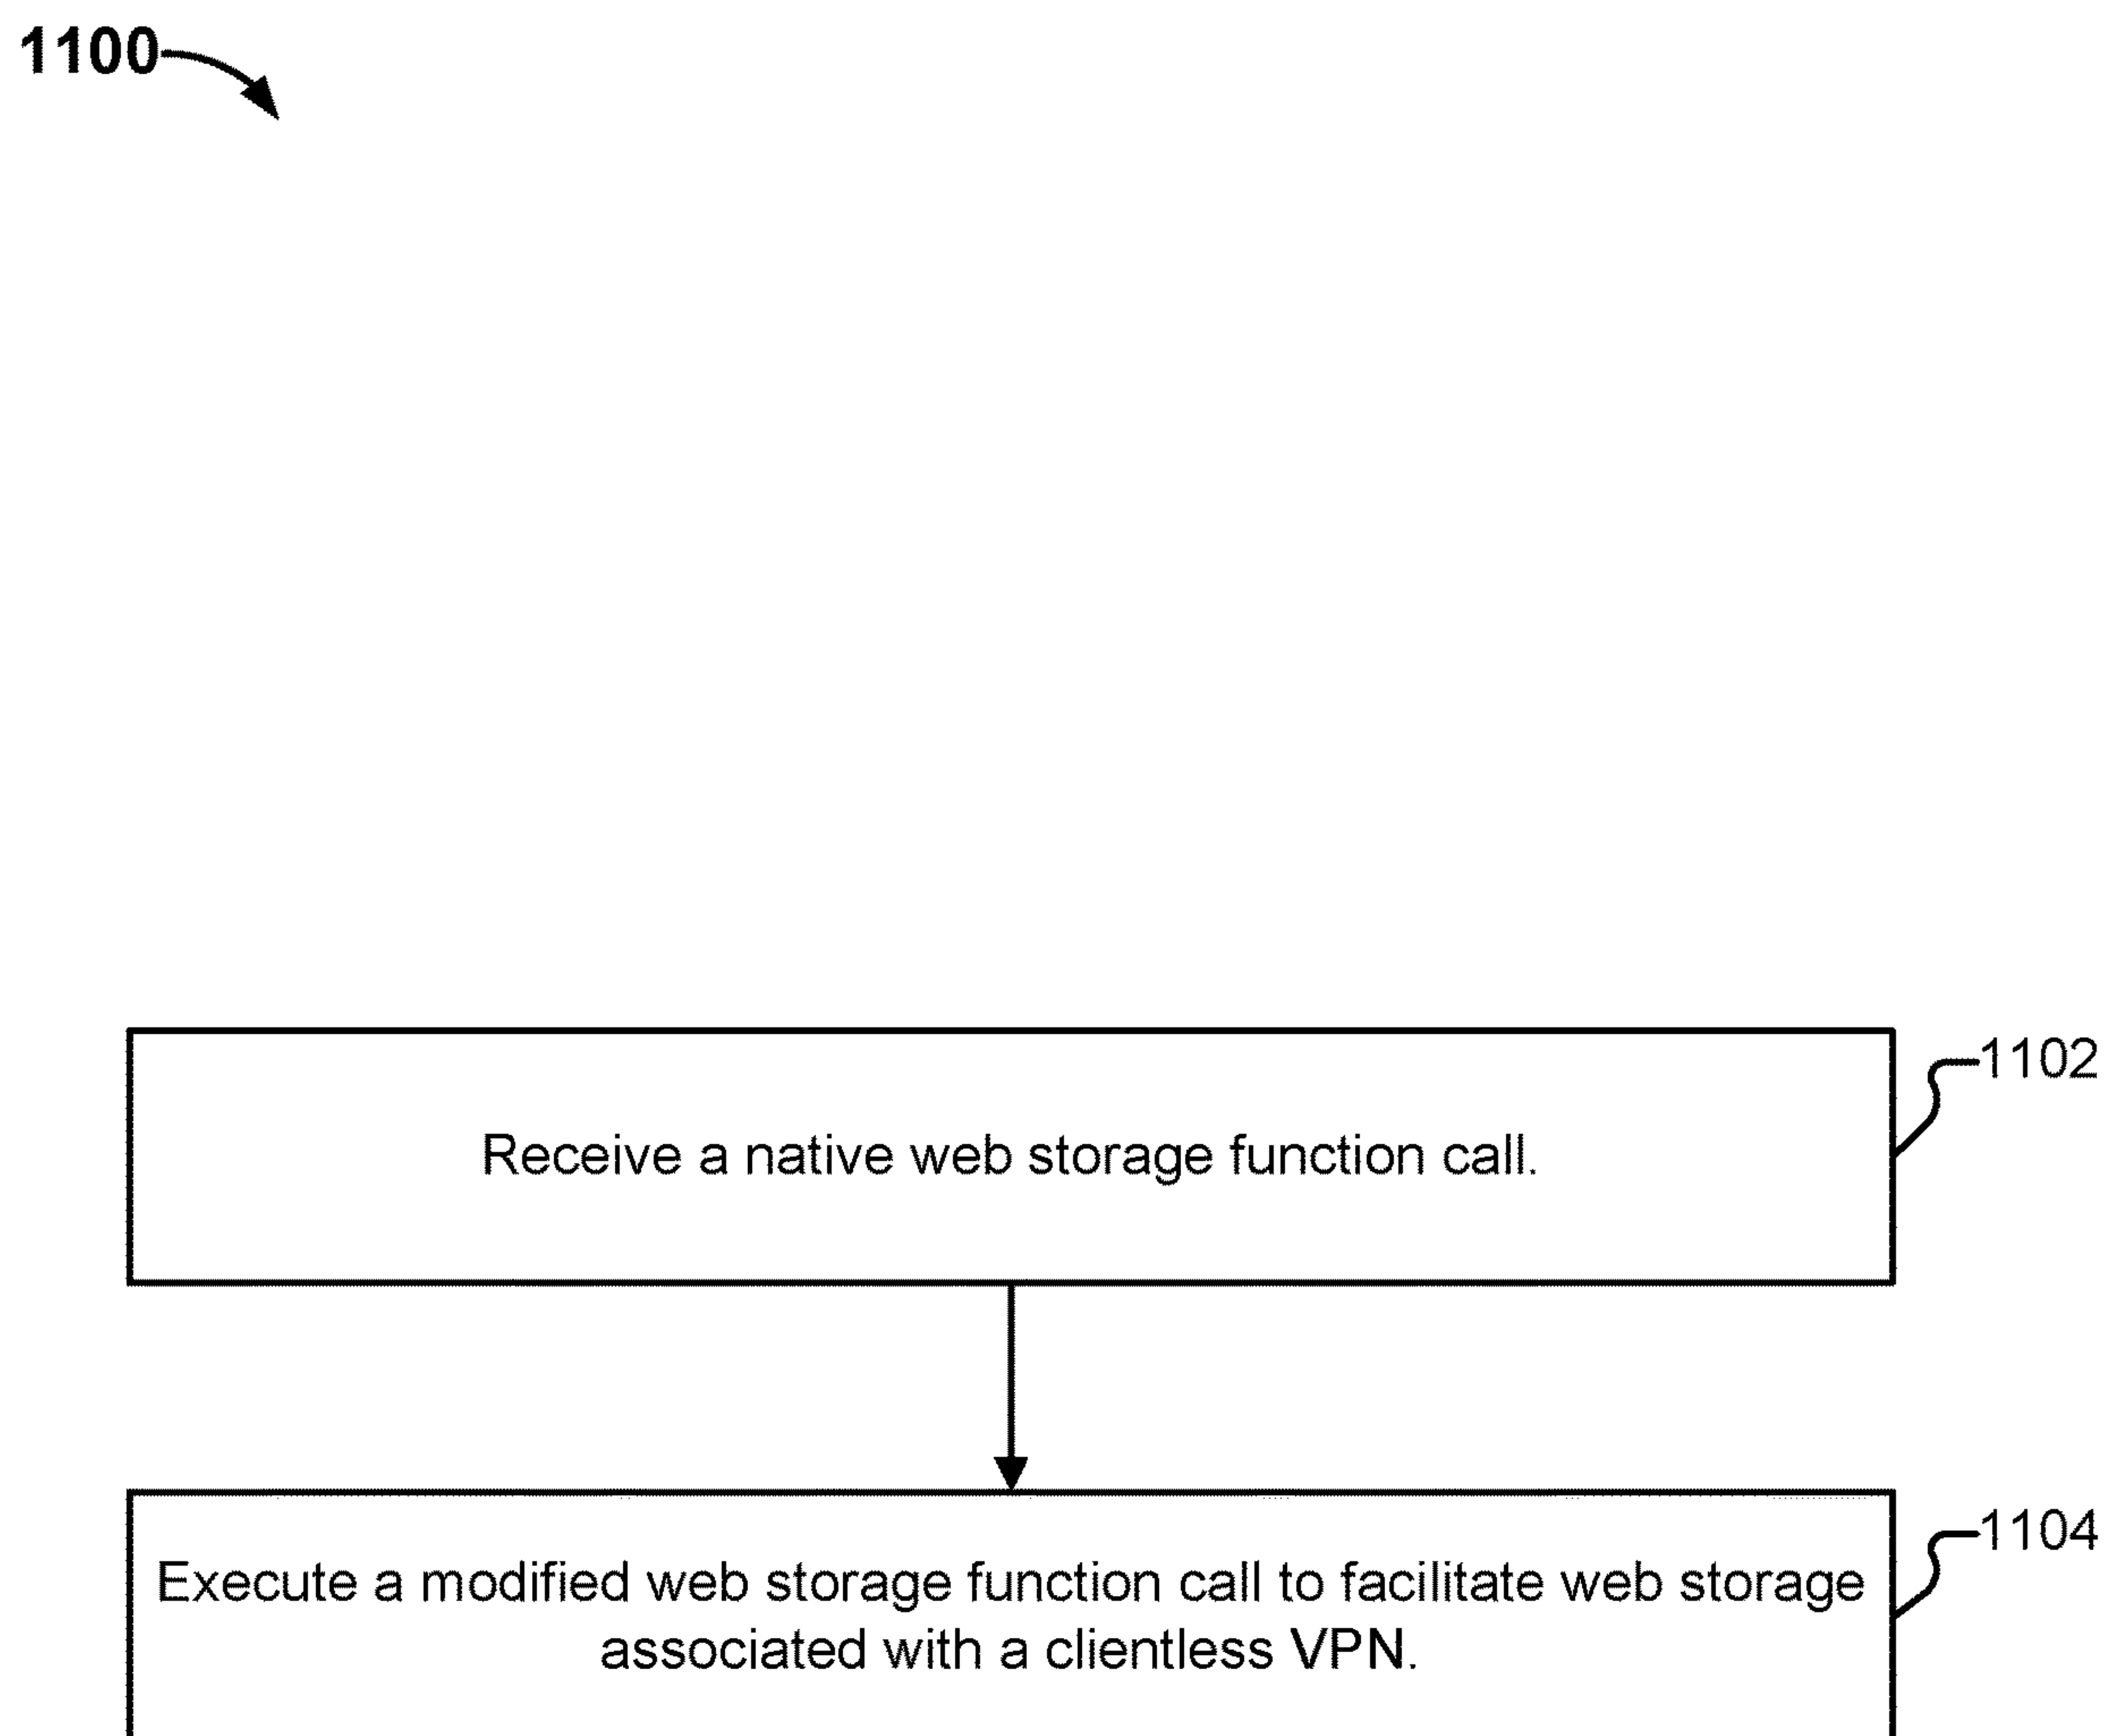 1100
1102
Receive a native web storage function call.
1104
Execute a modified web storage function call to facilitate web storage
associated with a clientless VPN.